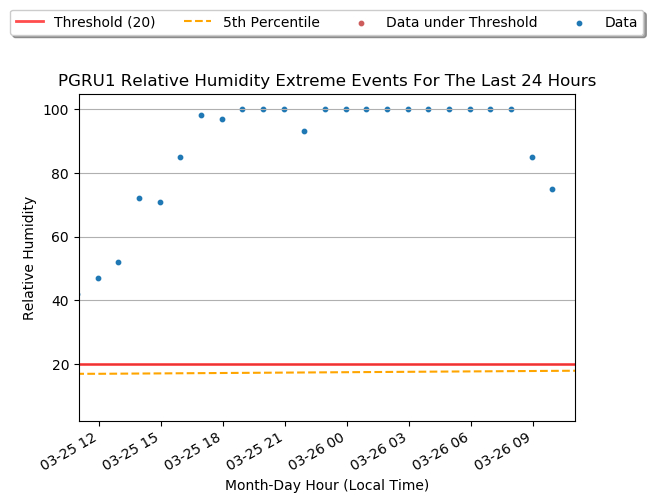 Threshold (20) 5th Percentile Data under Threshold Data
PGRU1 Relative Humidity Extreme Events For The Last 24 Hours
100
80
60
40
20
Relative Humidity
03-25 12 03-25 15 03-25 18 03-25 21 03-26 00 03-26 03 03-26 06 03-26 09
Month-Day Hour (Local Time)